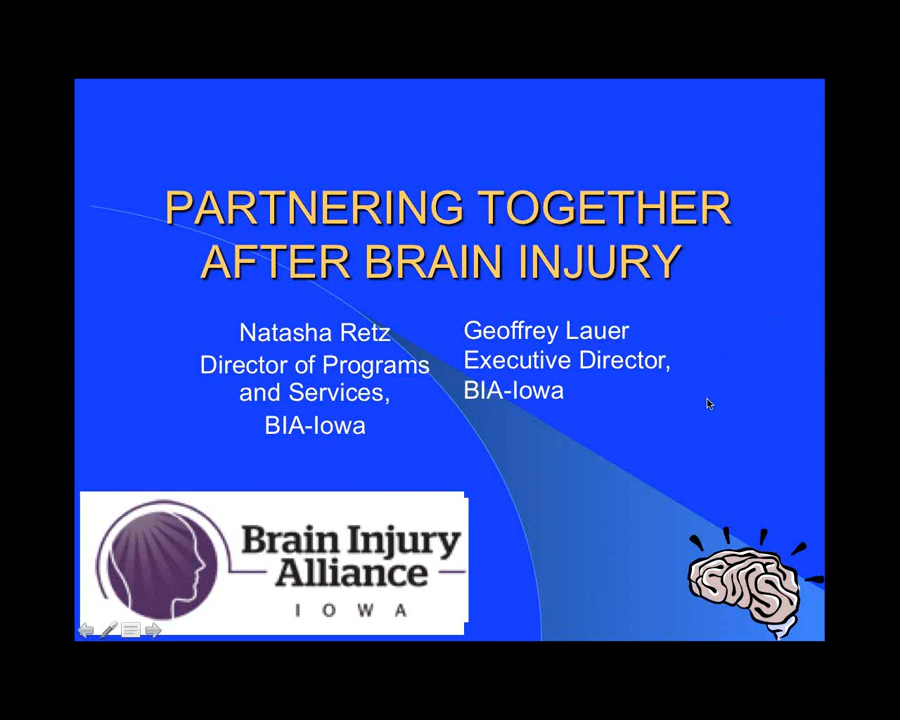 PARTNERING TOGETHER
AFTER BRAIN INJURY
Natasha Retz
Director of Programs
and Services,
BIA-Iowa
Geoffrey Lauer
Executive Director,
BIA-Iowa
Brain Injury
Alliance
IOWA